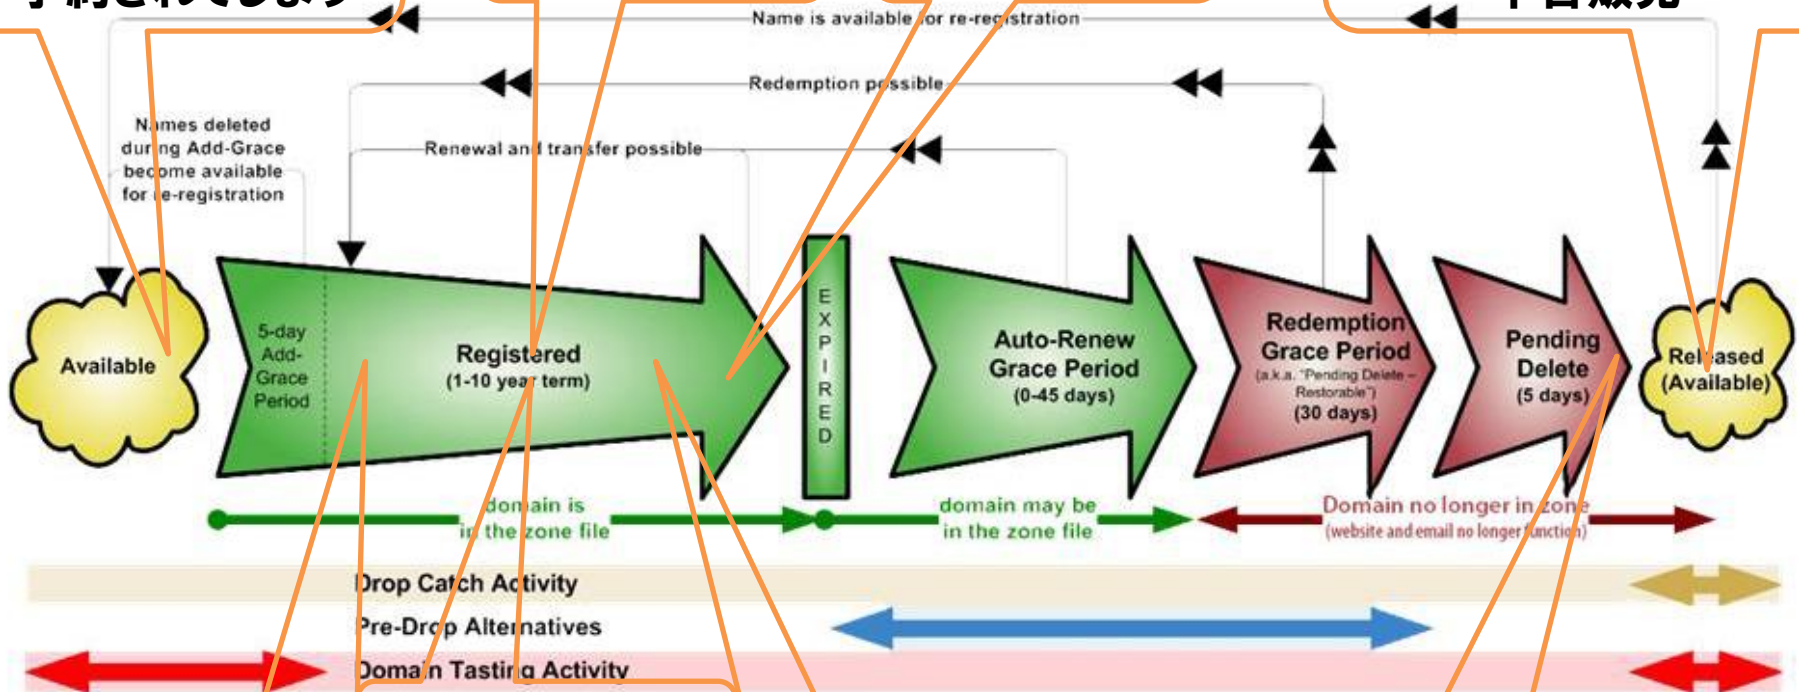 Name is available for re-registration
Redemption possible
Names deleted
during Add-Grace
become available
for re-registration
Renewal and transfer possible
Available
5-day
Add-
Grace
Period
Registered
(1-10 year term)
EXPIRED
Auto-Renew
Grace Period
(0-45 days)
Redemption
Grace Period
(a.k.a. "Pending Delete –
Restorable")
(30 days)
Pending
Delete
(5 days)
Released
(Available)
domain is
in the zone file
domain may be
in the zone file
Domain no longer in zone
(website and email no longer function)
Drop Catch Activity
Pre-Drop Alternatives
Domain Tasting Activity